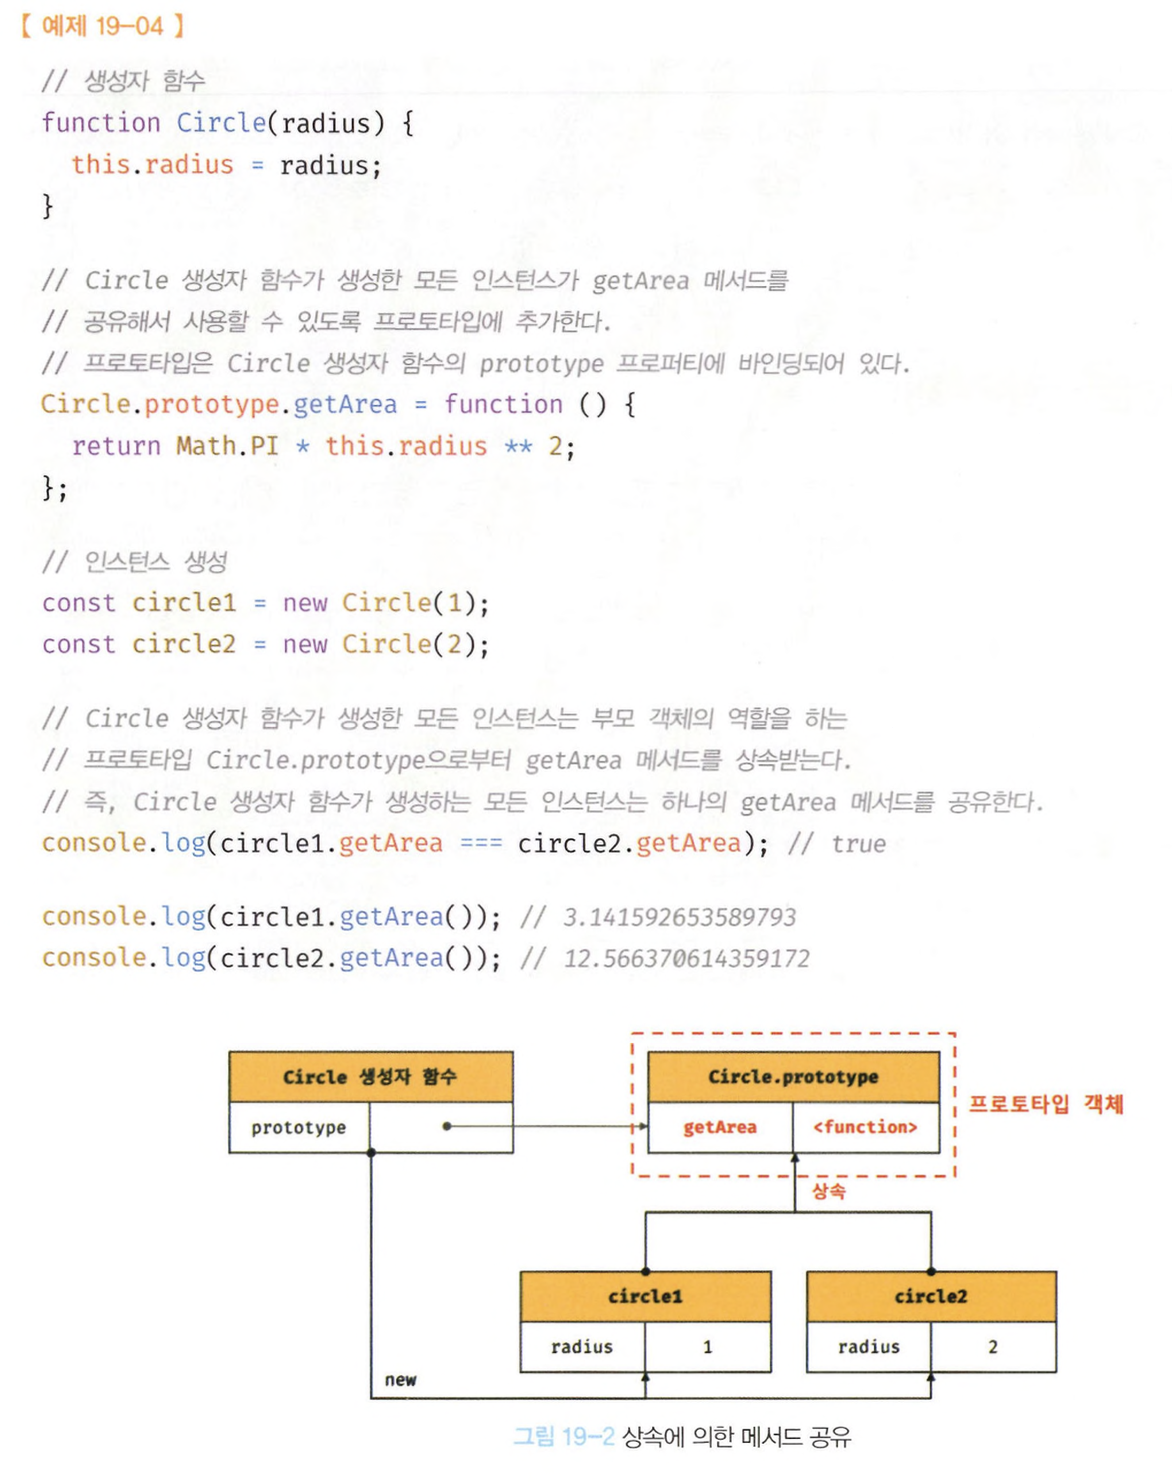 【 예제 19-04 】
// 생성자 함수
function Circle(radius) {
  this.radius = radius;
}
// Circle 생성자 함수가 생성한 모든 인스턴스가 getArea 메서드를
// 공유해서 사용할 수 있도록 프로토타입에 추가한다.
// 프로토타입은 Circle 생성자 함수의 prototype 프로퍼티에 바인딩되어 있다.
Circle.prototype.getArea = function () {
  return Math.PI * this.radius ** 2;
};
// 인스턴스 생성
const circle1 = new Circle(1);
const circle2 = new Circle(2);
// Circle 생성자 함수가 생성한 모든 인스턴스는 부모 객체의 역할을 하는
// 프로토타입 Circle.prototype으로부터 getArea 메서드를 상속받는다.
// 즉, Circle 생성자 함수가 생성하는 모든 인스턴스는 하나의 getArea 메서드를 공유한다.
console.log(circle1.getArea === circle2.getArea); // true
console.log(circle1.getArea()); // 3.141592653589793
console.log(circle2.getArea()); // 12.566370614359172
Circle 생성자 함수
prototype
Circle.prototype
getArea <function>
프로토타입 객체
상속
circle1
radius 1
circle2
radius 2
new
그림 19-2 상속에 의한 메서드 공유